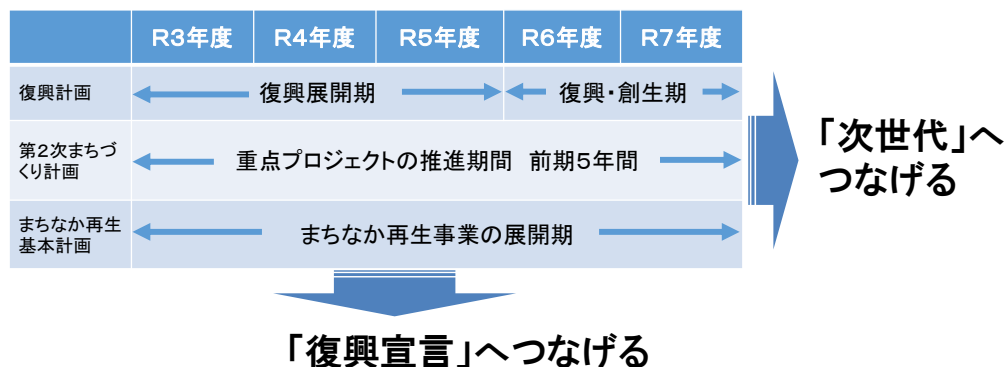 R3年度 R4年度 R5年度 R6年度 R7年度
復興計画 復興展開期 復興・創生期
第2次まちづ
くり計画
重点プロジェクトの推進期間 前期5年間
まちなか再生
基本計画
まちなか再生事業の展開期
「次世代」へ
つなげる
「復興宣言」へつなげる